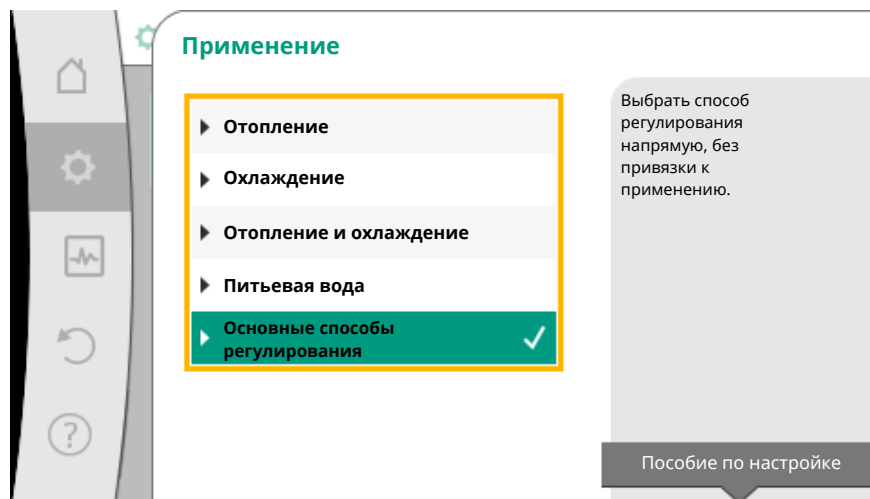 Применение
Отопление
Охлаждение
Отопление и охлаждение
Питьевая вода
Основные способы
регулирования
Выбрать способ
регулирования
напрямую, без
привязки к
применению.
Пособие по настройке
?